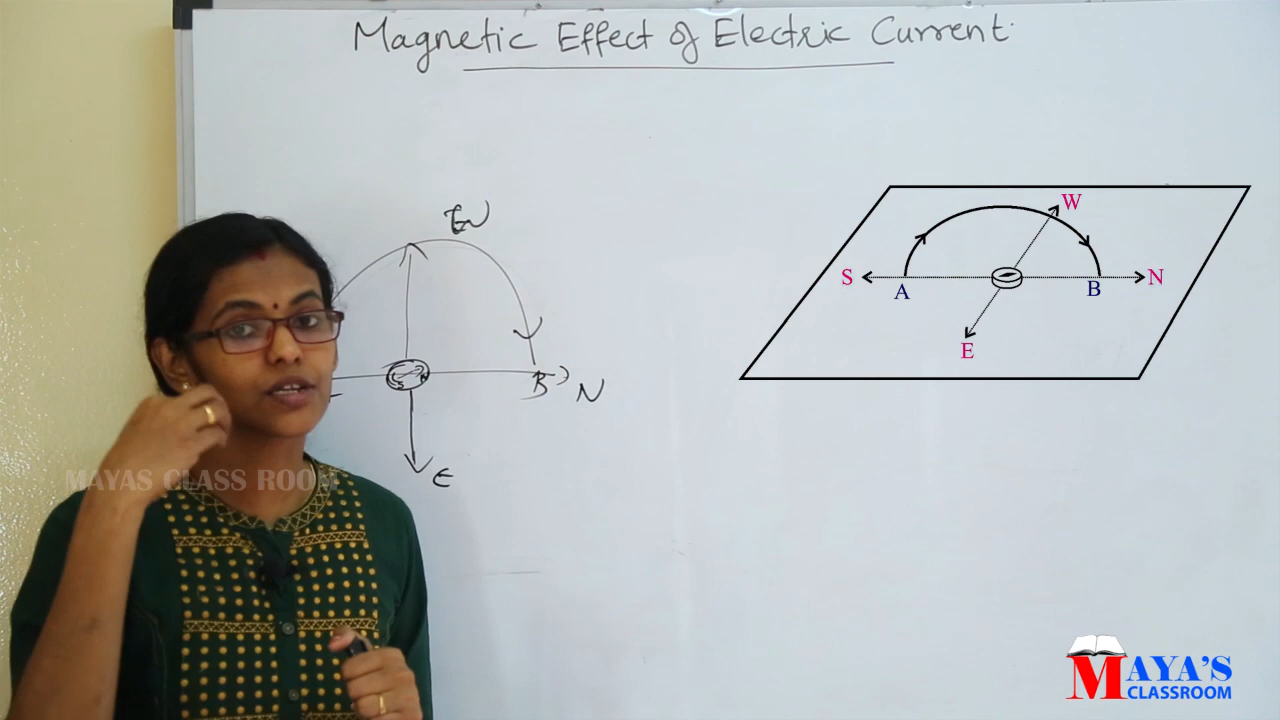 Magnetic Effect of Electric Current
W
S
N
A
B
E
B
N
E
MAYAS CLASS ROOM
MAYA'S
CLASSROOM